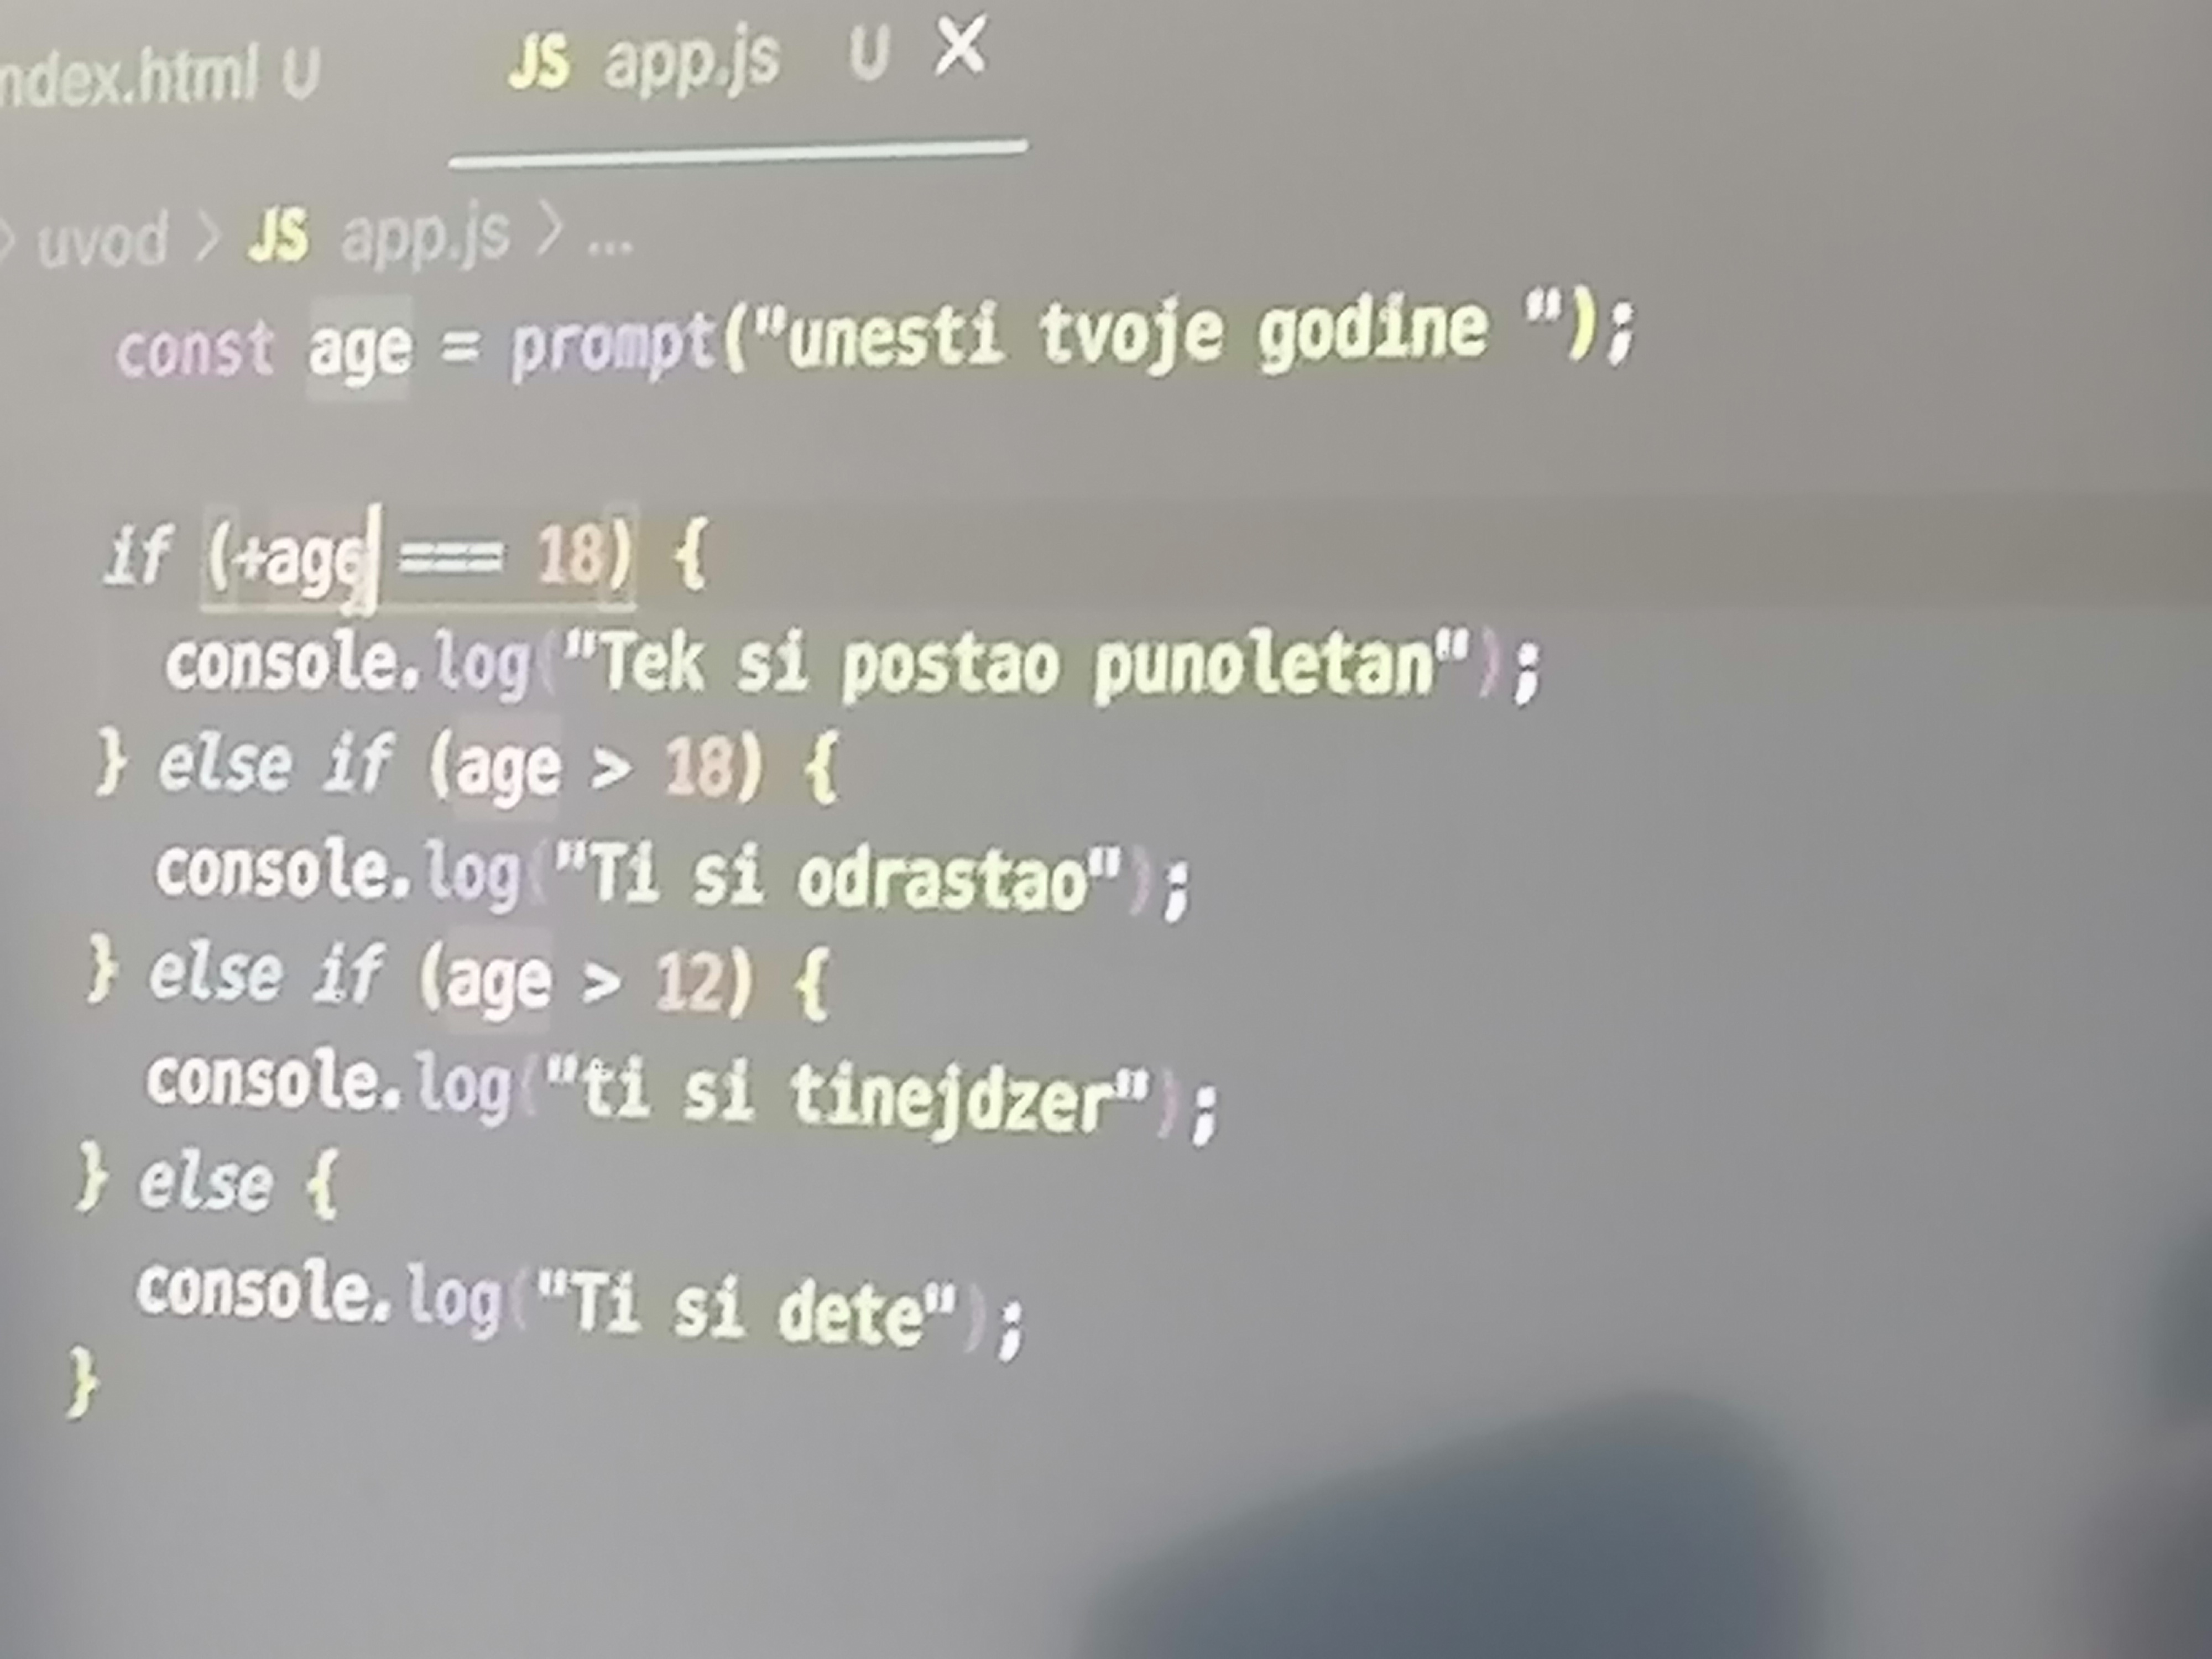 ndex.html U JS app.js U X
> uvod > JS app.js > ...
const age = prompt("unesti tvoje godine ");
if (+age === 18) {
console.log("Tek si postao punoletan");
} else if (age > 18) {
console.log("Ti si odrastao");
} else if (age > 12) {
console.log("ti si tinejdzer");
} else {
console.log("Ti si dete");
}